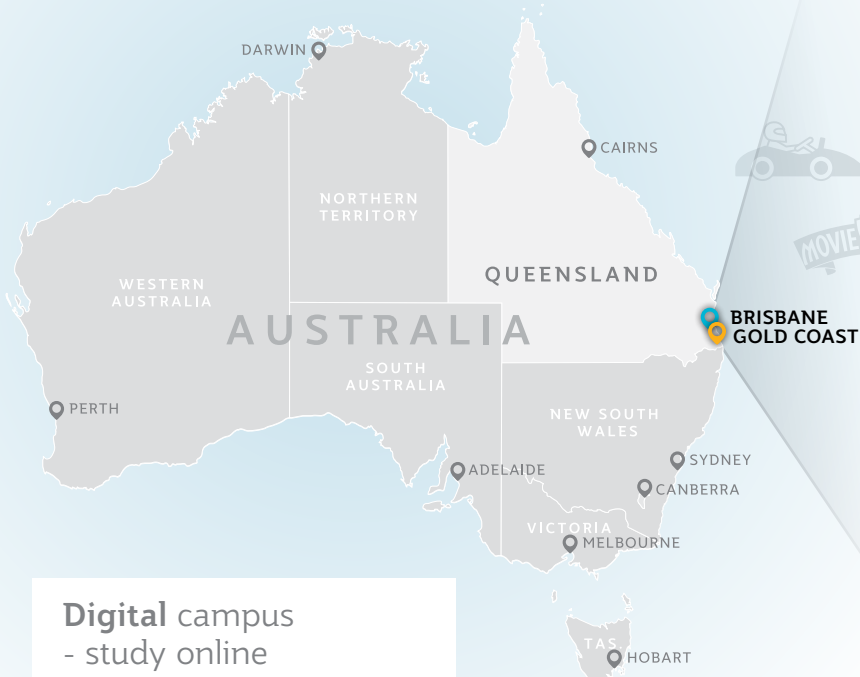 DARWIN
CAIRNS
NORTHERN
TERRITORY
MOVIE
QUEENSLAND
WESTERN
AUSTRALIA
BRISBANE
GOLD COAST
AUSTRALIA
SOUTH
AUSTRALIA
PERTH
NEW SOUTH
WALES
SYDNEY
ADELAIDE
CANBERRA
VICTORIA
MELBOURNE
Digital campus
- study online
TAS
HOBART